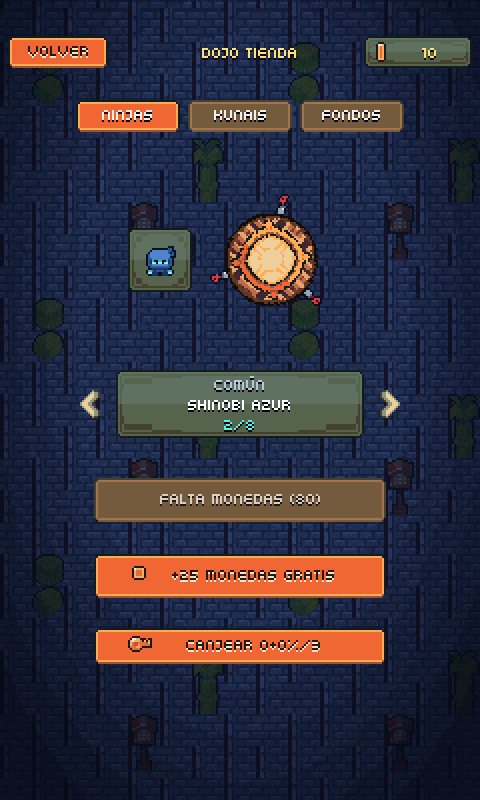 VOLVER
DOJO TIENDA
10
NINJAS
KUNAIS
FONDOS
COMÚN
SHINOBI AZUR
2/8
FALTA MONEDAS (30)
+25 MONEDAS GRATIS
CANJEAR 0+0%/3